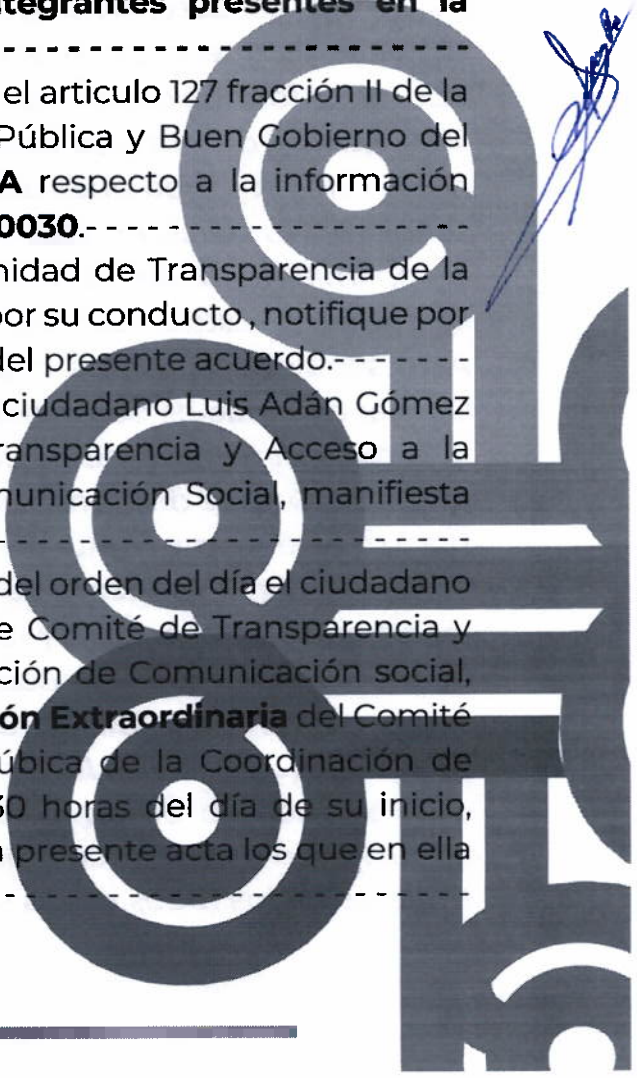 integrantes presentes en la
- - - - - - - - - - - - - - - - - - - - - - - - - - -
el articulo 127 fracción II de la
Pública y Buen Gobierno del
A respecto a la información
0030.- - - - - - - - - - - - - - - - - - - - - - -
nidad de Transparencia de la
por su conducto, notifique por
del presente acuerdo.- - - - - - - -
ciudadano Luis Adán Gómez
ransparencia y Acceso a la
municación Social, manifiesta
- - - - - - - - - - - - - - - - - - - - - - - - - - -
del orden del día el ciudadano
e Comité de Transparencia y
ción de Comunicación social,
ón Extraordinaria del Comité
úbica de la Coordinación de
30 horas del día de su inicio,
presente acta los que en ella
- - - - - - - - - - - - - - - - - - - - - - - - - - -